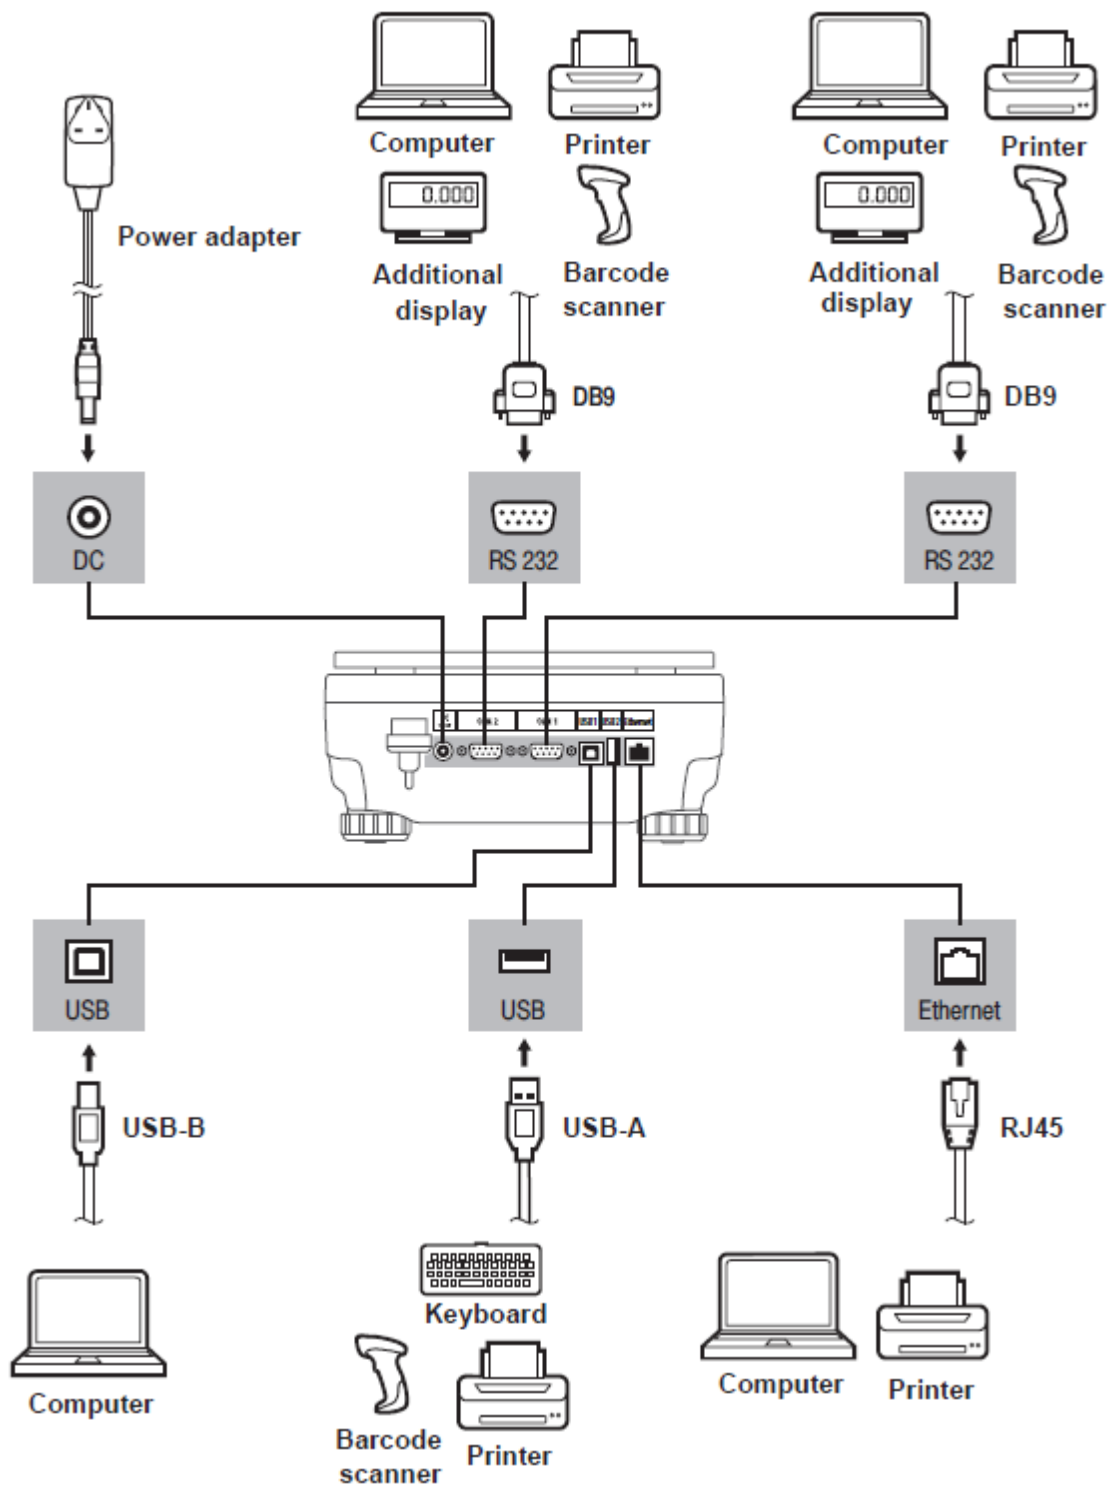 Computer
Printer
Computer
Printer
Power adapter
0.000
0.000
Additional
display
Barcode
scanner
Additional
display
Barcode
scanner
DB9
DB9
DC
RS 232
RS 232
2
1
USB1
USB2
Ethernet
USB
USB
Ethernet
USB-B
USB-A
RJ45
Keyboard
Computer
Barcode
scanner
Printer
Computer
Printer